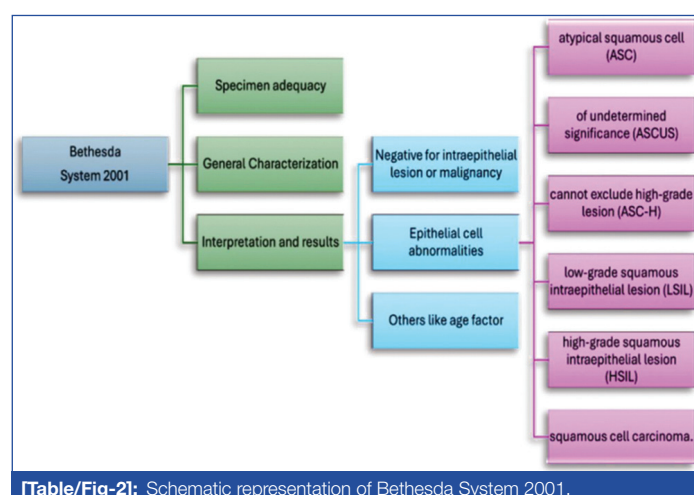 Bethesda
System 2001
Specimen adequacy
General Characterization
Interpretation and results
Negative for intraepithelial
lesion or malignancy
Epithelial cell
abnormalities
Others like age factor
atypical squamous cell
(ASC)
of undetermined
significance (ASCUS)
cannot exclude high-grade
lesion (ASC-H)
low-grade squamous
intraepithelial lesion (LSIL)
high-grade squamous
intraepithelial lesion
(HSIL)
squamous cell carcinoma.
[Table/Fig-2]: Schematic representation of Bethesda System 2001.